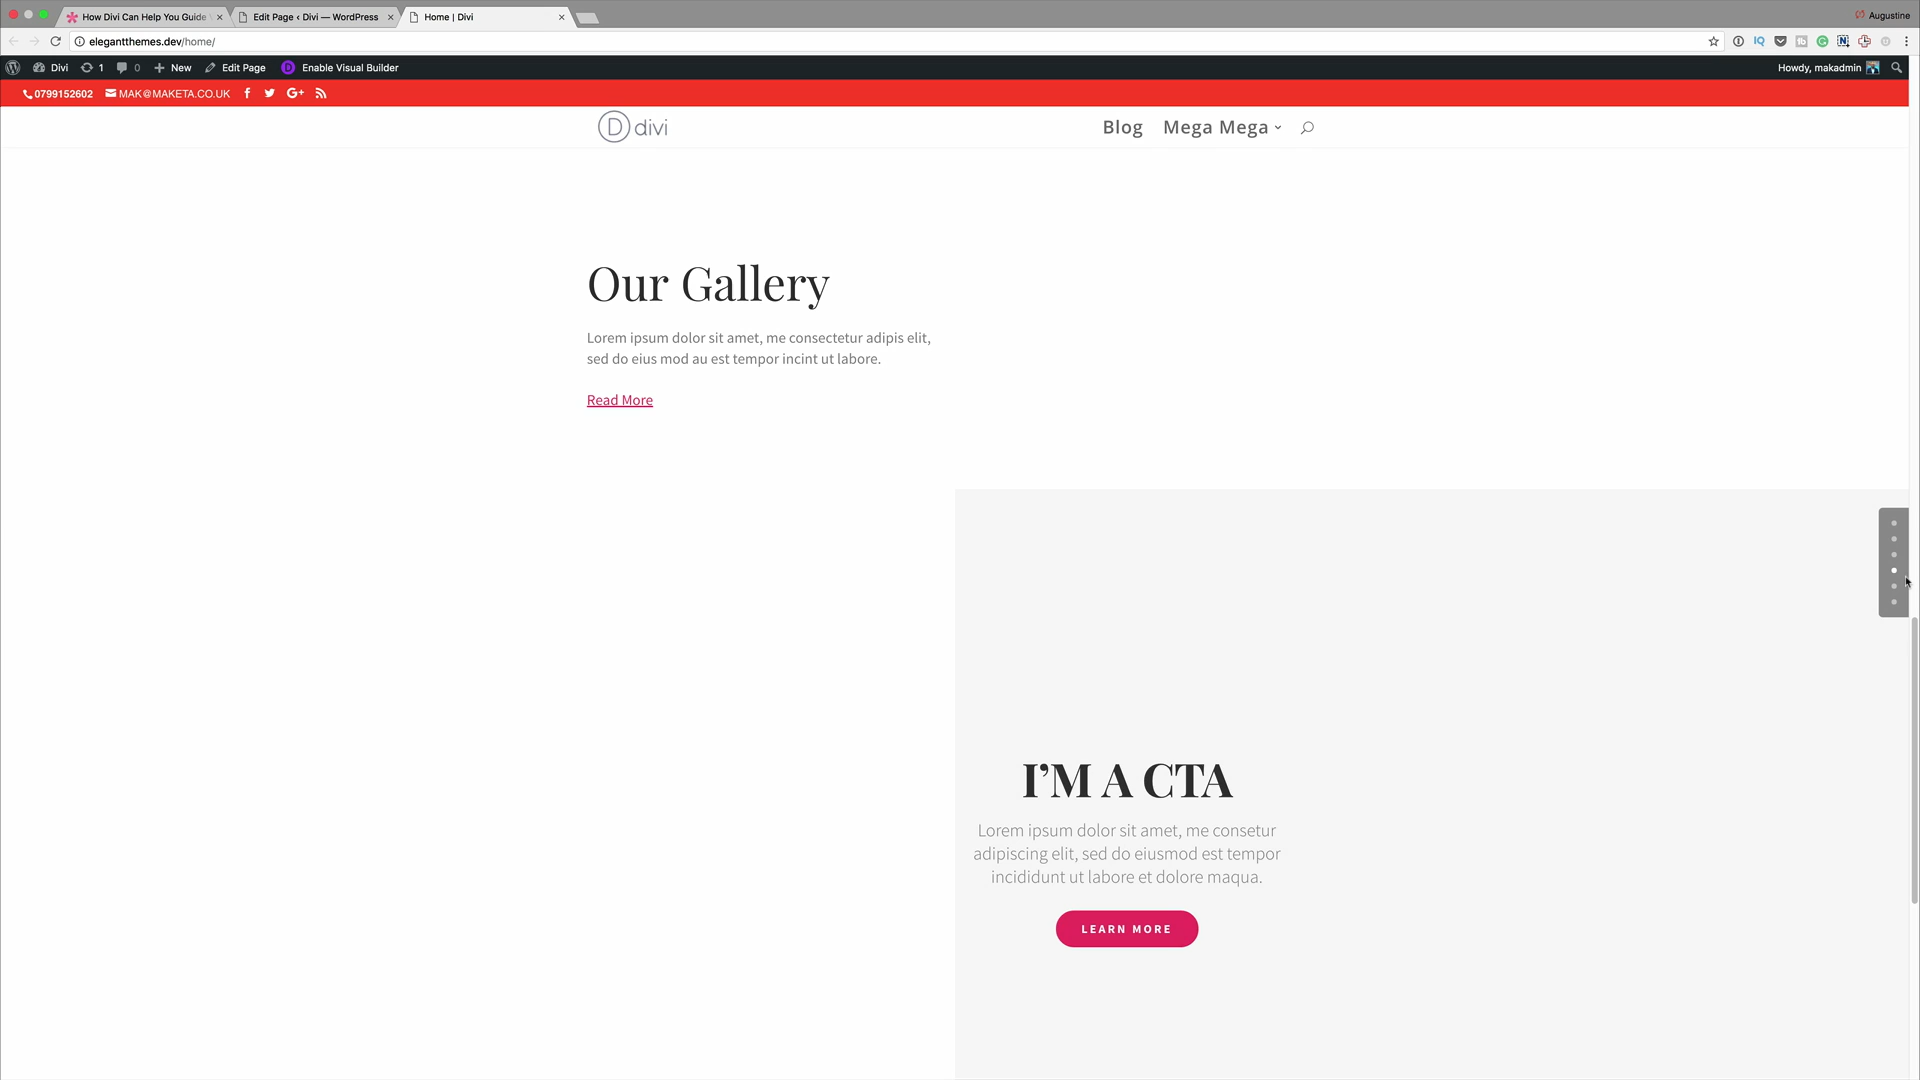 How Divi Can Help You Guide
Edit Page ‹ Divi — WordPress
Home | Divi
Augustine
elegantthemes.dev/home/
Divi 1 0 New Edit Page Enable Visual Builder
Howdy, makadmin
0799152602 MAK@MAKETA.CO.UK
divi
Blog Mega Mega
Our Gallery
Lorem ipsum dolor sit amet, me consectetur adipis elit,
sed do eius mod au est tempor incint ut labore.
Read More
I’M A CTA
Lorem ipsum dolor sit amet, me consetur
adipiscing elit, sed do eiusmod est tempor
incididunt ut labore et dolore maqua.
LEARN MORE